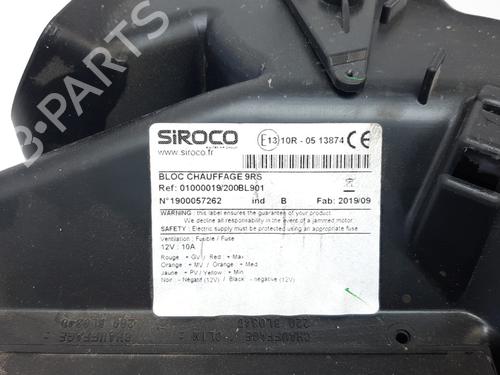 SiROCO
www.siroco.fr
E13 10R - 05 13874 CE
BLOC CHAUFFAGE 9RS
Ref: 01000019/200BL901
N°1900057262 ind B Fab: 2019/09
WARNING : this label ensures the guarantee of your product
We declines all responsibility in the event of a jammed motor.
SAFETY : Electric supply must be protected using an appropriate fuse.
Ventilation : Fusible / Fuse
12V : 10A
Rouge + GV / Red : + Max
Orange : + MV / Orange : + Med
Jaune : + PV / Yellow : + Min
Noir : - Négatif (12V) / Black : - negative (12V)
B-PARTS
CHAUFFAGE :